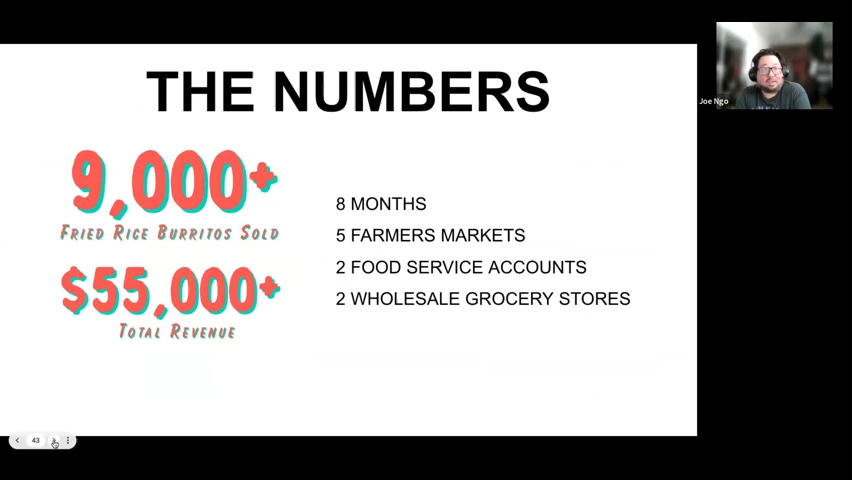 THE NUMBERS
9,000+
Fried Rice Burritos Sold
$55,000+
Total Revenue
8 MONTHS
5 FARMERS MARKETS
2 FOOD SERVICE ACCOUNTS
2 WHOLESALE GROCERY STORES
Joe Ngo
43